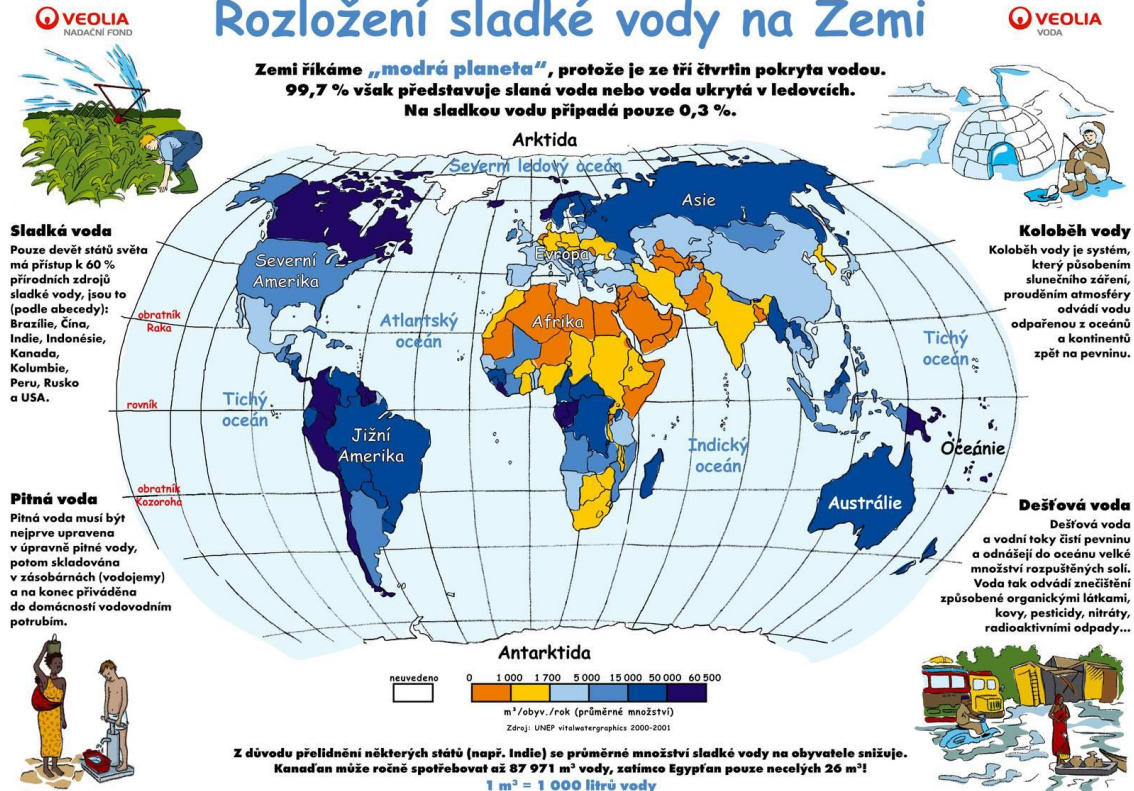 VEOLIA
NADAČNÍ FOND
Rozložení sladké vody na Zemi
VEOLIA
VODA
Zemi říkáme „modrá planeta“, protože je ze tří čtvrtin pokryta vodou.
99,7 % však představuje slaná voda nebo voda ukrytá v ledovcích.
Na sladkou vodu připadá pouze 0,3 %.
Arktida
Severní ledový oceán
Asie
Severní
Amerika
Evropa
Atlantský
oceán
Afrika
Tichý
oceán
Tichý
oceán
Jižní
Amerika
Indický
oceán
Oceánie
Austrálie
obratník
Raka
rovník
obratník
Kozoroha
Antarktida
Sladká voda
Pouze devět států světa
má přístup k 60 %
přírodních zdrojů
sladké vody, jsou to
(podle abecedy):
Brazílie, Čína,
Indie, Indonésie,
Kanada,
Kolumbie,
Peru, Rusko
a USA.
Pitná voda
Pitná voda musí být
nejprve upravena
v úpravně pitné vody,
potom skladována
v zásobárnách (vodojemy)
a na konec přiváděna
do domácností vodovodním
potrubím.
Koloběh vody
Koloběh vody je systém,
který působením
slunečního záření,
prouděním atmosféry
odvádí vodu
odpařenou z oceánů
a kontinentů
zpět na pevninu.
Dešťová voda
Dešťová voda
a vodní toky čistí pevninu
a odnášejí do oceánu velké
množství rozpuštěných solí.
Voda tak odvádí znečištění
způsobené organickými látkami,
kovy, pesticidy, nitráty,
radioaktivními odpady...
neuvedeno
0 1 000 1 700 5 000 15 000 50 000 60 500
m³/obyv./rok (průměrné množství)
Zdroj: UNEP vitalwatergraphics 2000-2001
Z důvodu přelidnění některých států (např. Indie) se průměrné množství sladké vody na obyvatele snižuje.
Kanaďan může ročně spotřebovat až 87 971 m³ vody, zatímco Egypťan pouze necelých 26 m³!
1 m³ = 1 000 litrů vody